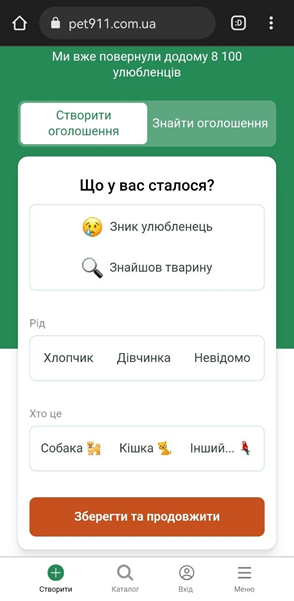 pet911.com.ua
:D
Ми вже повернули додому 8 100
улюбленців
Створити
оголошення
Знайти оголошення
Що у вас сталося?
Зник улюбленець
Знайшов тварину
Рід
Хлопчик Дівчинка Невідомо
Хто це
Собака Кішка Інший...
Зберегти та продовжити
Створити Каталог Вхід Меню